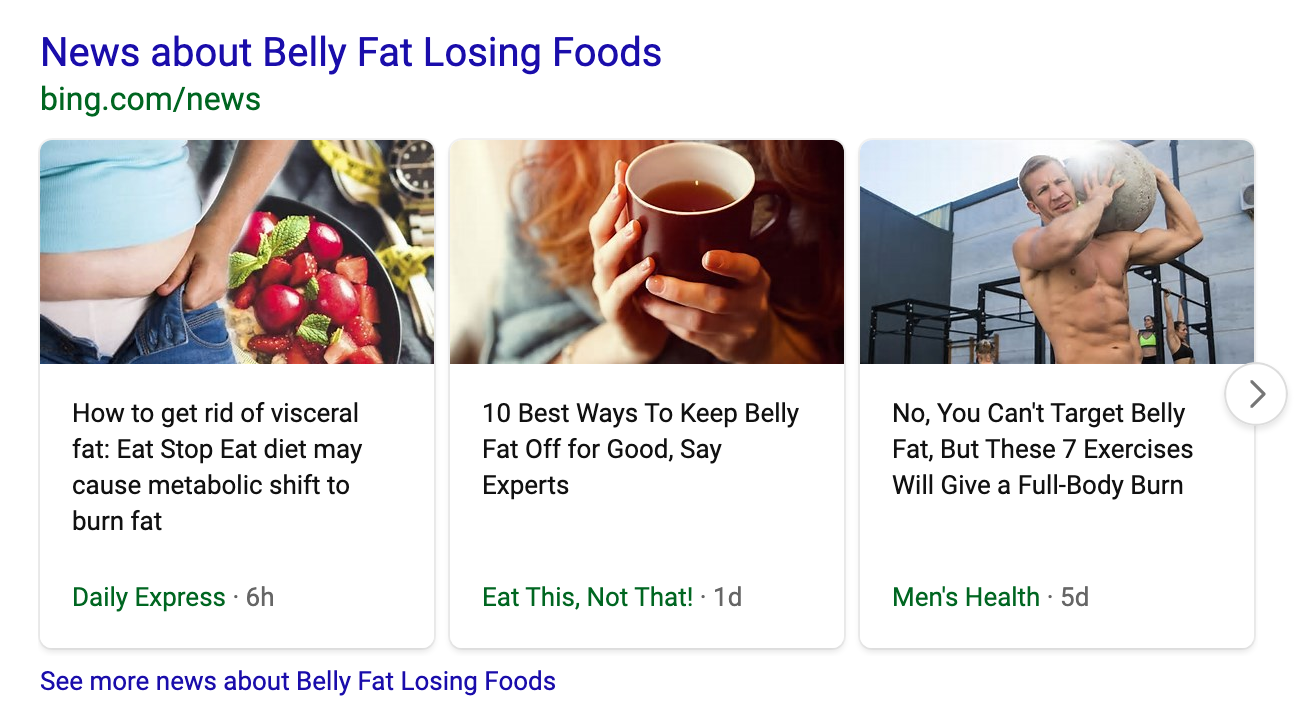 News about Belly Fat Losing Foods
bing.com/news
How to get rid of visceral
fat: Eat Stop Eat diet may
cause metabolic shift to
burn fat
Daily Express · 6h
10 Best Ways To Keep Belly
Fat Off for Good, Say
Experts
Eat This, Not That! · 1d
No, You Can't Target Belly
Fat, But These 7 Exercises
Will Give a Full-Body Burn
Men's Health · 5d
See more news about Belly Fat Losing Foods